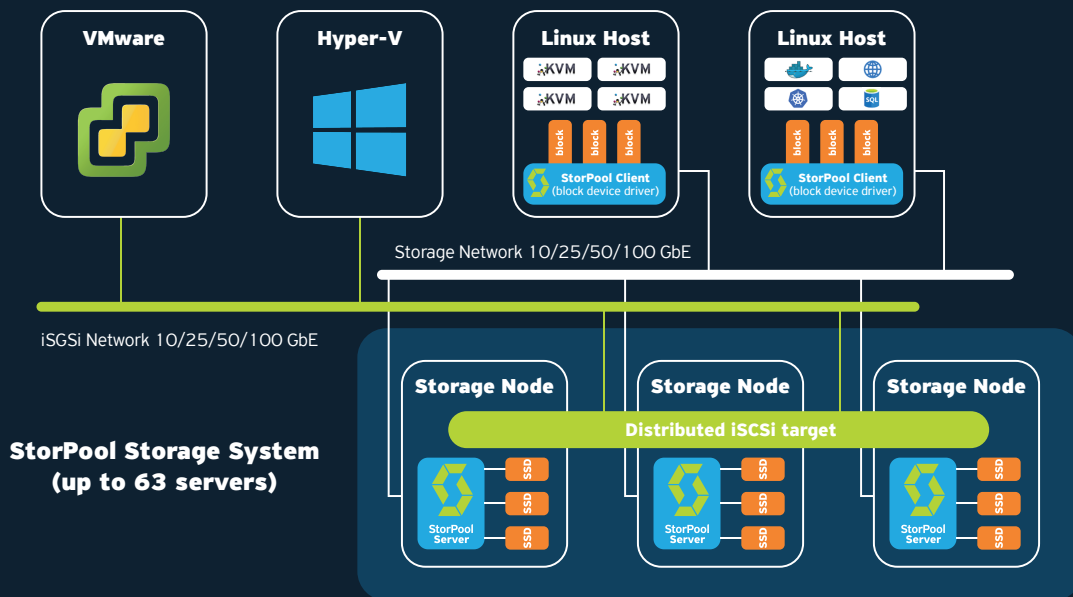 VMware
Hyper-V
Linux Host
Linux Host
KVM
KVM
KVM
KVM
SQL
block
block
block
block
block
block
StorPool Client
(block device driver)
StorPool Client
(block device driver)
Storage Network 10/25/50/100 GbE
iSGSi Network 10/25/50/100 GbE
Storage Node
Storage Node
Storage Node
Distributed iSCSi target
StorPool Storage System
(up to 63 servers)
StorPool
Server
SSD
SSD
SSD
StorPool
Server
SSD
SSD
SSD
StorPool
Server
SSD
SSD
SSD